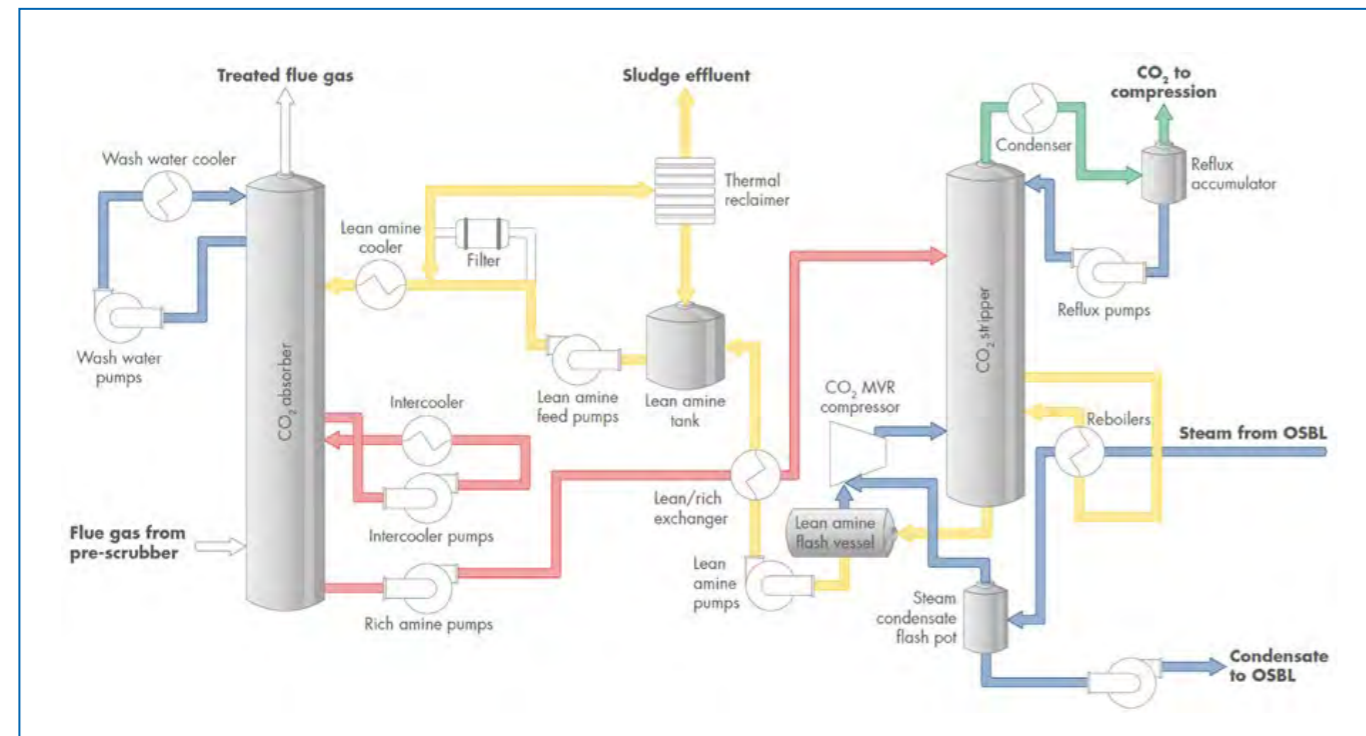 Treated flue gas
Sludge effluent
CO₂ to
compression
Wash water cooler
Condenser
Reflux
accumulator
Thermal
reclaimer
Lean amine
cooler
Filter
Reflux pumps
Wash water
pumps
CO₂ absorber
Lean amine
feed pumps
Lean amine
tank
CO₂ stripper
CO₂ MVR
compressor
Intercooler
Reboilers
Steam from OSBL
Lean/rich
exchanger
Flue gas from
pre-scrubber
Intercooler pumps
Lean amine
flash vessel
Lean
amine
pumps
Rich amine pumps
Steam
condensate
flash pot
Condensate
to OSBL